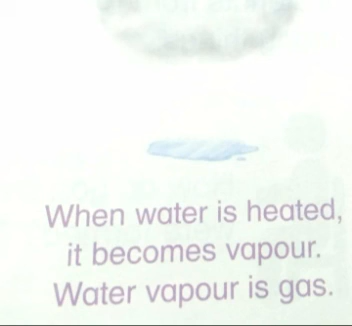 When water is heated,
it becomes vapour.
Water vapour is gas.